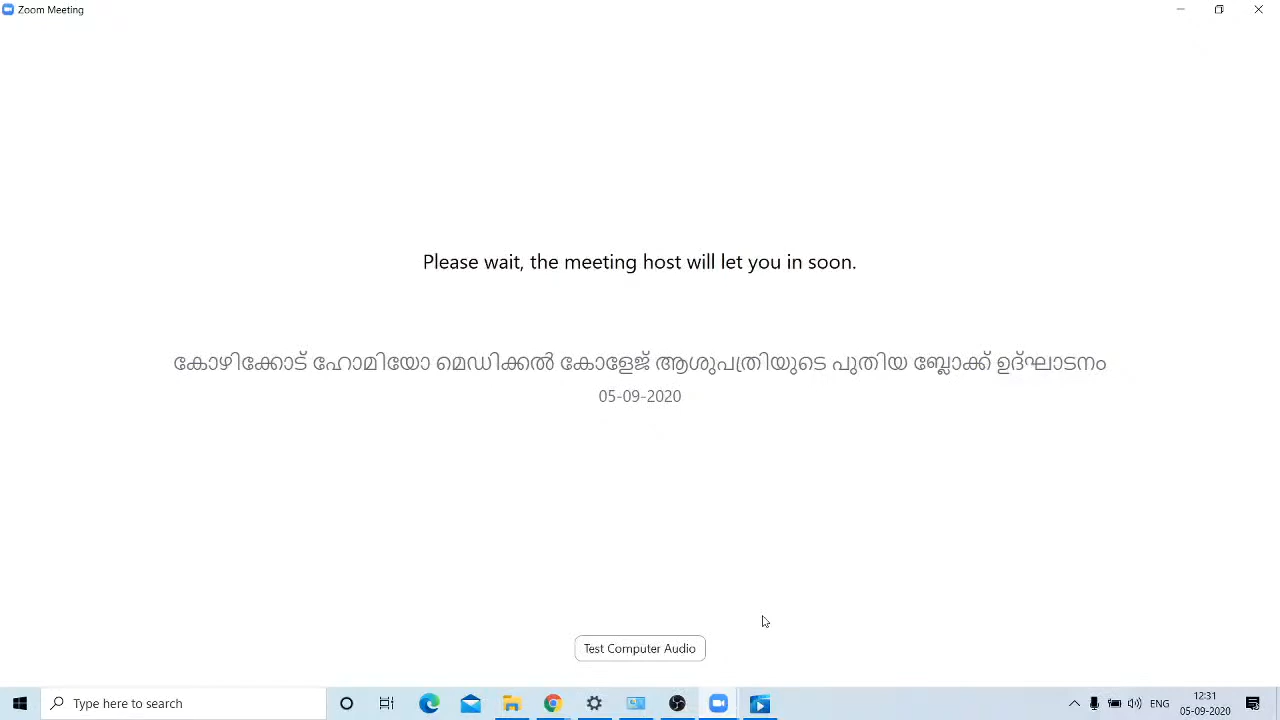 Zoom Meeting
Please wait, the meeting host will let you in soon.
കോഴിക്കോട് ഹോമിയോ മെഡിക്കൽ കോളേജ് ആശുപത്രിയുടെ പുതിയ ബ്ലോക്ക് ഉദ്ഘാടനം
05-09-2020
Test Computer Audio
Type here to search
ENG
12:31
05-09-2020